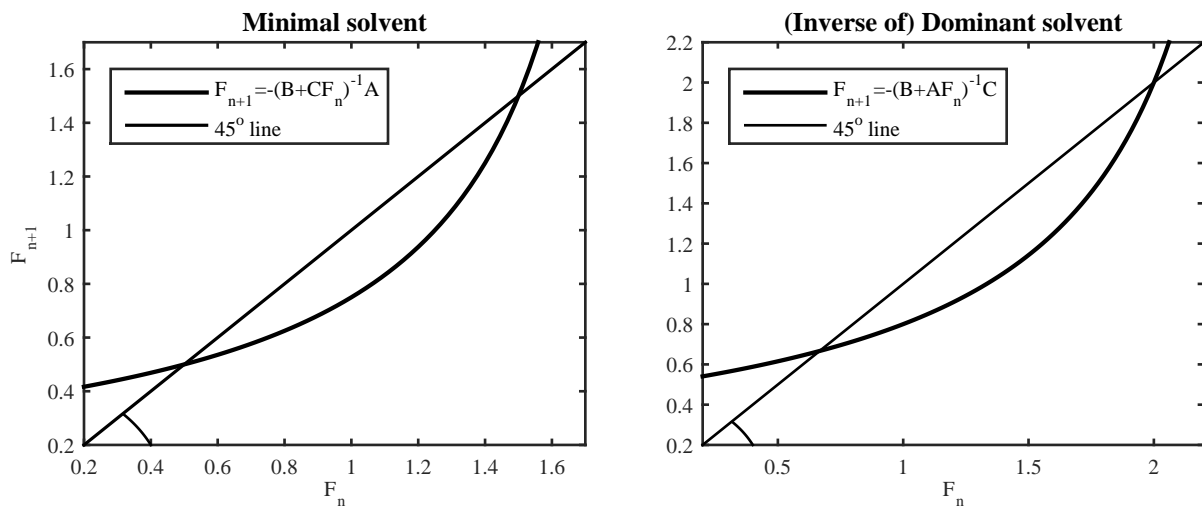 Minimal solvent
F_{n+1}=-(B+CF_n)^{-1}A
45° line
1.6
1.4
1.2
1
0.8
0.6
0.4
0.2
F_{n+1}
0.2 0.4 0.6 0.8 1 1.2 1.4 1.6
F_n
(Inverse of) Dominant solvent
F_{n+1}=-(B+AF_n)^{-1}C
45° line
2.2
2
1.8
1.6
1.4
1.2
1
0.8
0.6
0.4
0.2
0.5 1 1.5 2
F_n